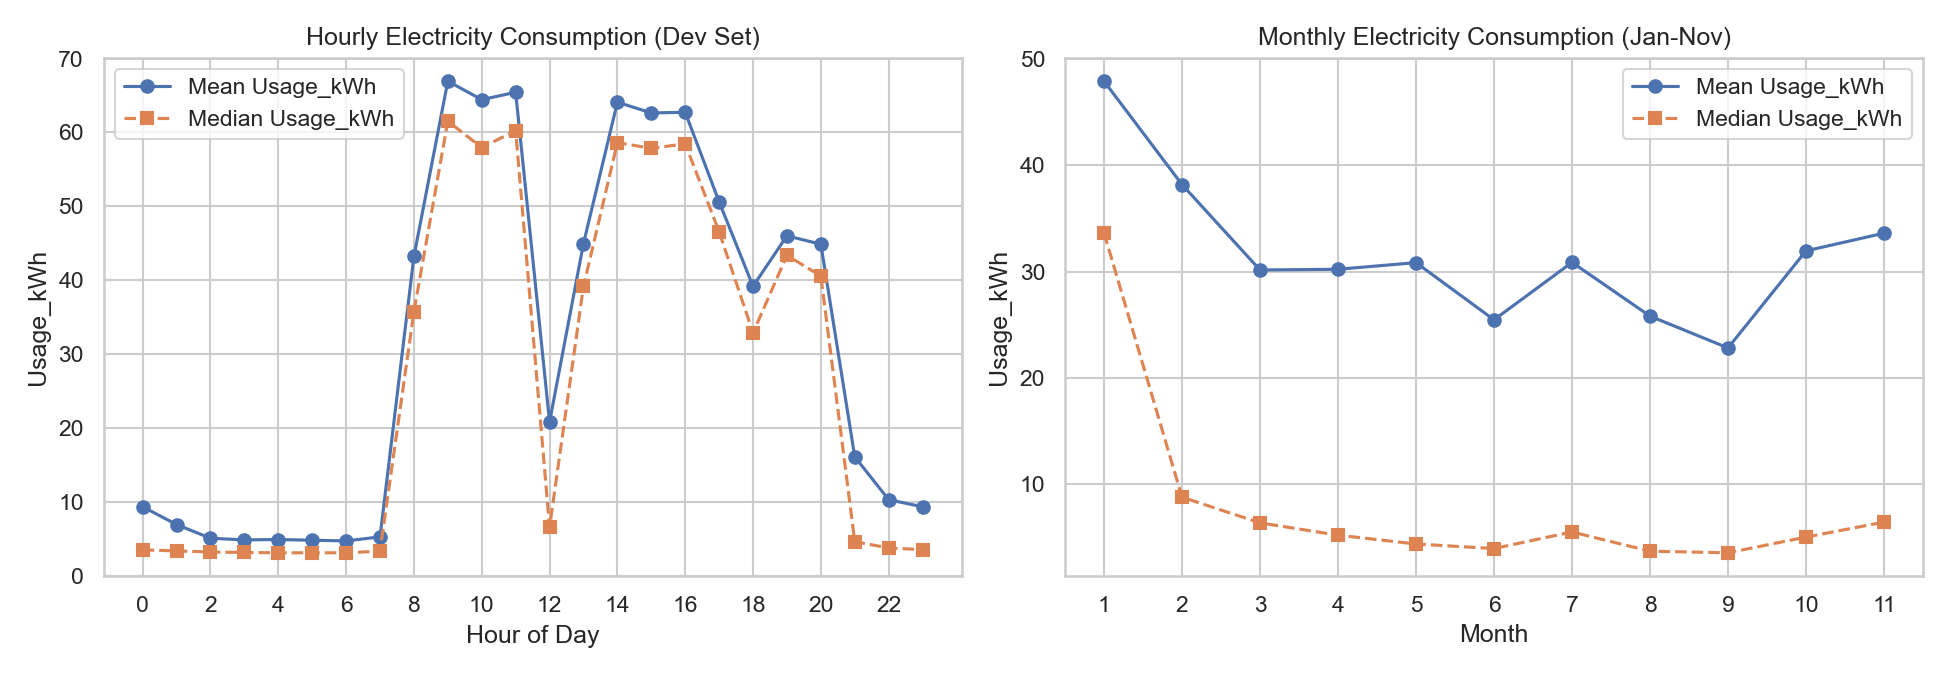 Hourly Electricity Consumption (Dev Set)
Mean Usage_kWh
Median Usage_kWh
Usage_kWh
70
60
50
40
30
20
10
0
0 2 4 6 8 10 12 14 16 18 20 22
Hour of Day
Monthly Electricity Consumption (Jan-Nov)
Mean Usage_kWh
Median Usage_kWh
Usage_kWh
50
40
30
20
10
1 2 3 4 5 6 7 8 9 10 11
Month